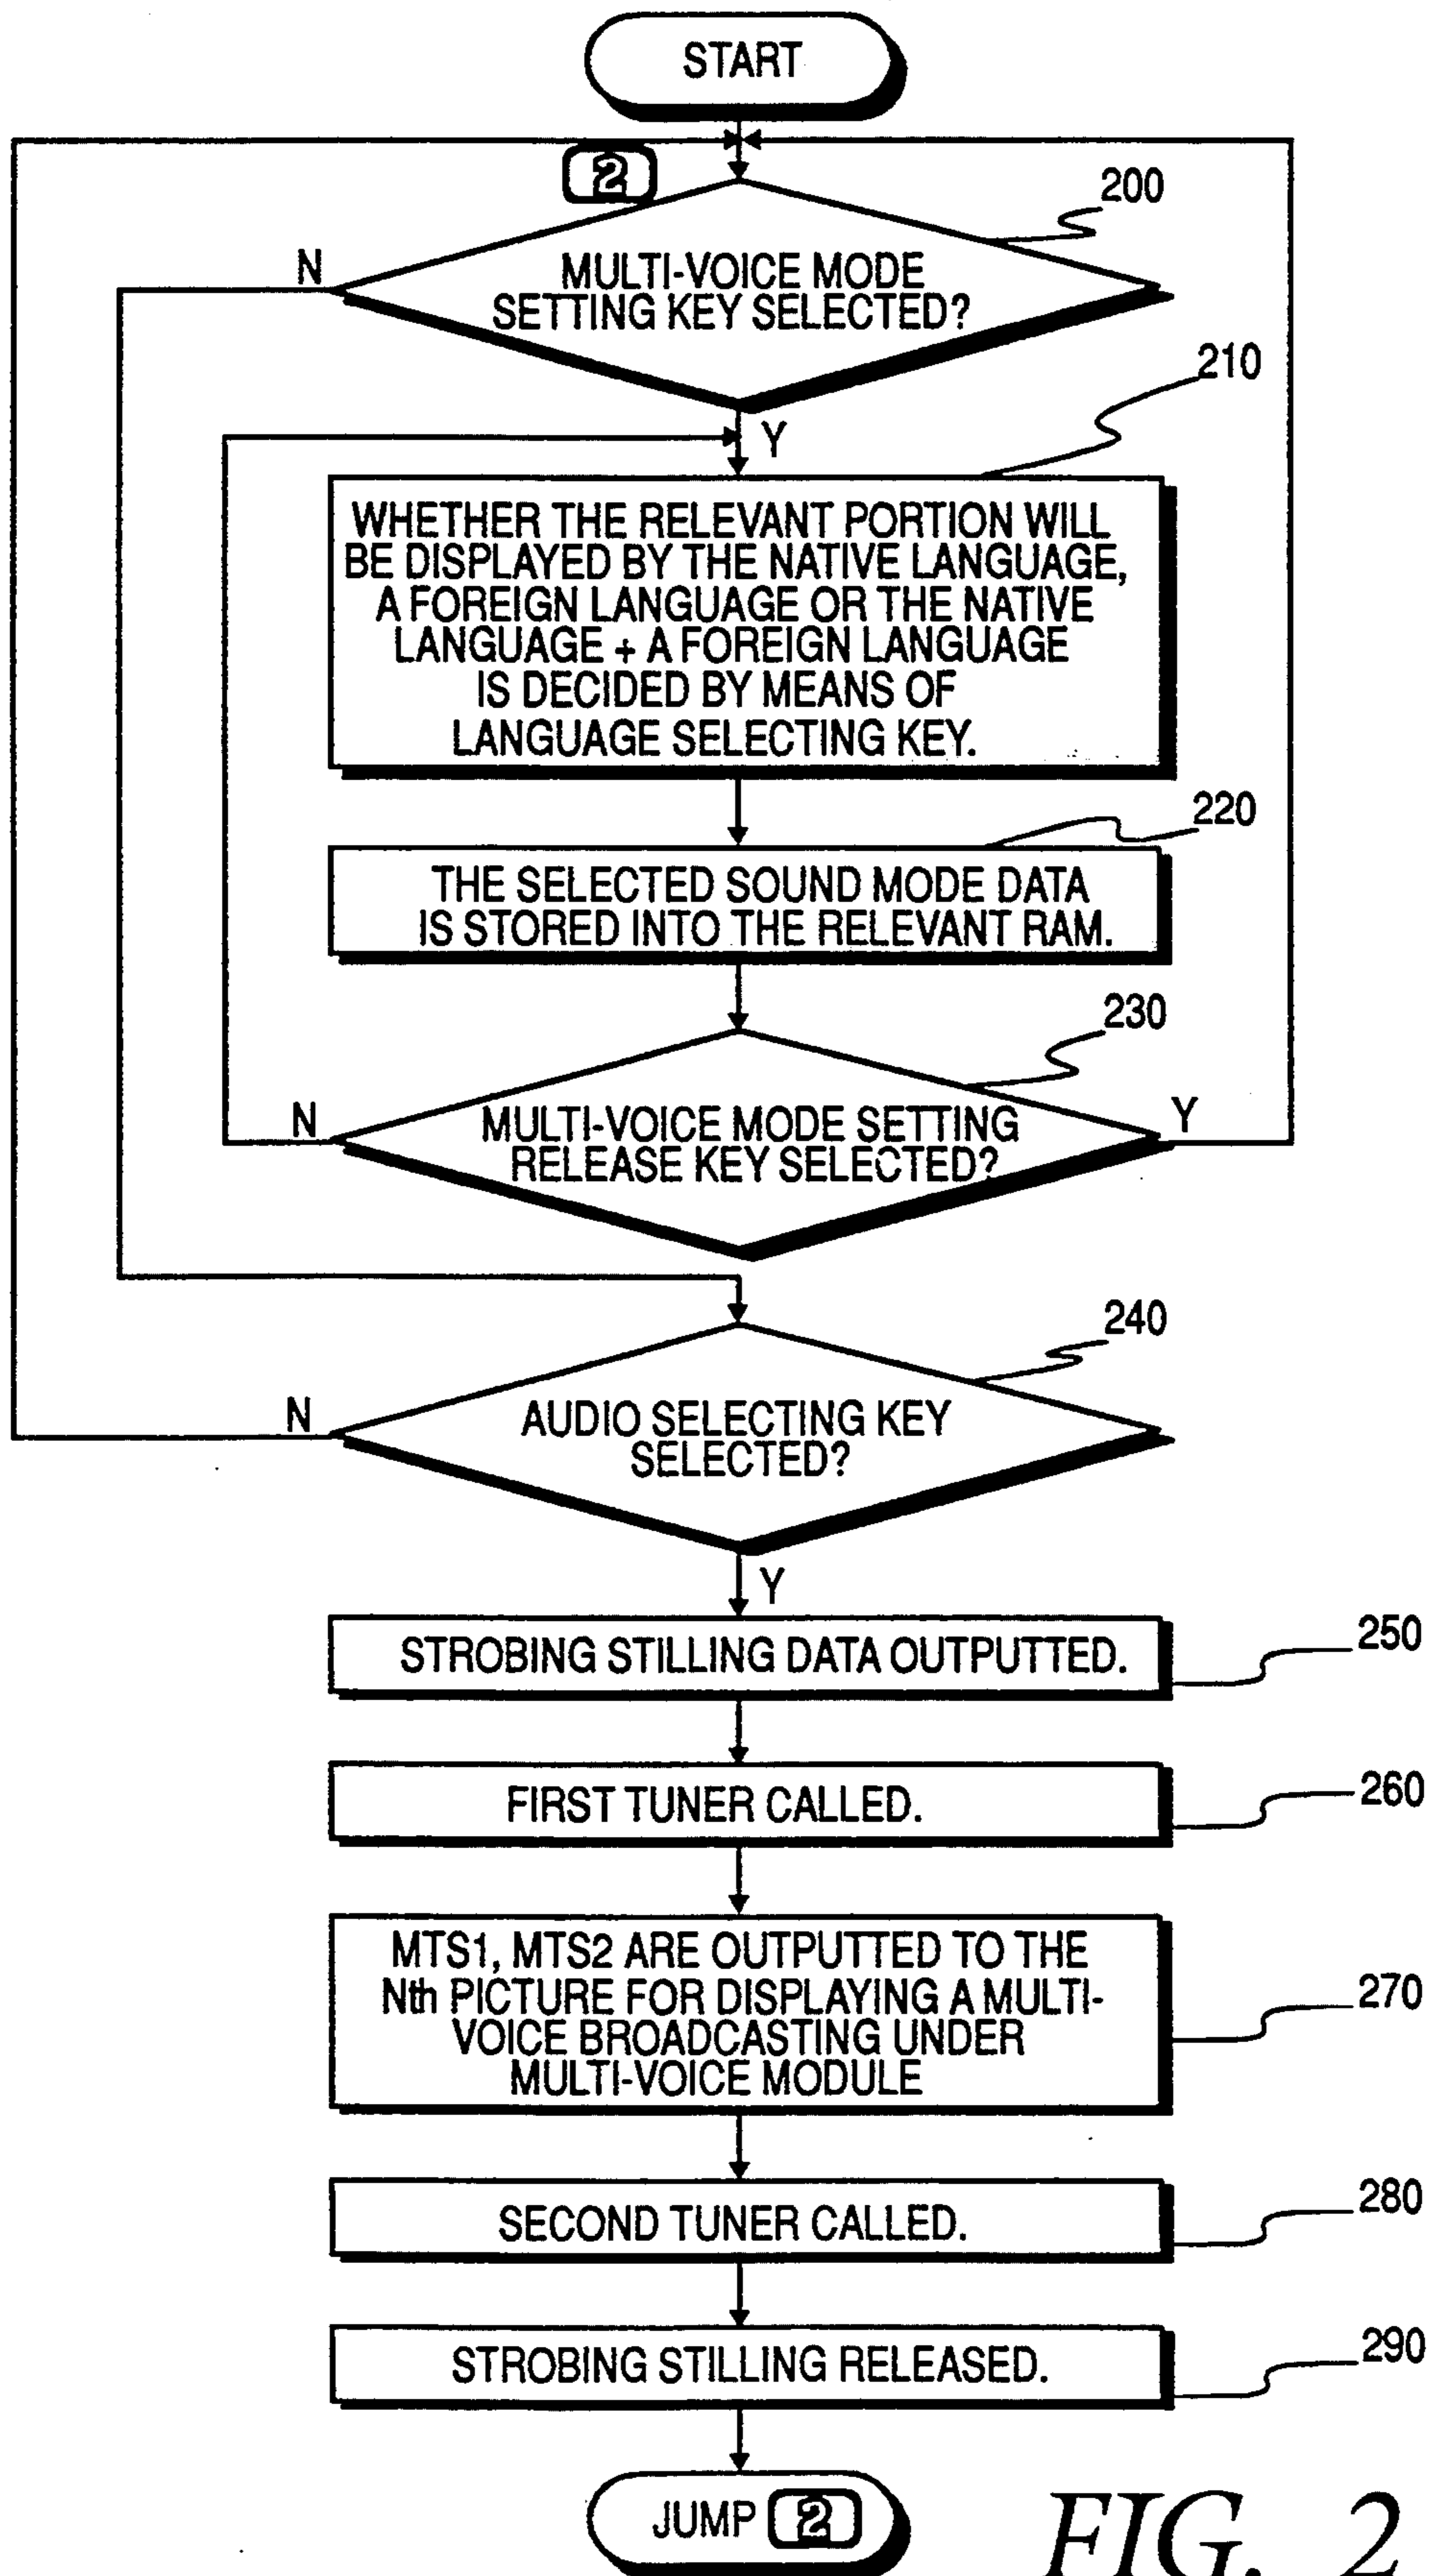 START
2
200
N
MULTI-VOICE MODE
SETTING KEY SELECTED?
210
Y
WHETHER THE RELEVANT PORTION WILL
BE DISPLAYED BY THE NATIVE LANGUAGE,
A FOREIGN LANGUAGE OR THE NATIVE
LANGUAGE + A FOREIGN LANGUAGE
IS DECIDED BY MEANS OF
LANGUAGE SELECTING KEY.
220
THE SELECTED SOUND MODE DATA
IS STORED INTO THE RELEVANT RAM.
230
N
MULTI-VOICE MODE SETTING
RELEASE KEY SELECTED?
Y
240
N
AUDIO SELECTING KEY
SELECTED?
Y
STROBING STILLING DATA OUTPUTTED.
250
FIRST TUNER CALLED.
260
MTS1, MTS2 ARE OUTPUTTED TO THE
Nth PICTURE FOR DISPLAYING A MULTI-
VOICE BROADCASTING UNDER
MULTI-VOICE MODULE
270
SECOND TUNER CALLED.
280
STROBING STILLING RELEASED.
290
JUMP 2
FIG. 2